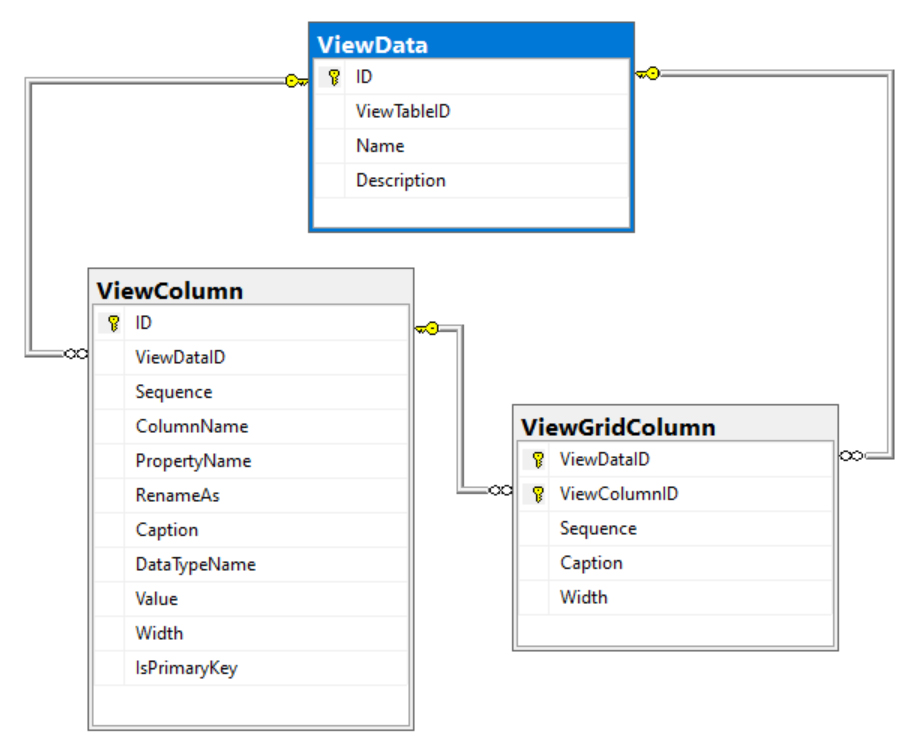 ViewData
ID
ViewTableID
Name
Description
ViewColumn
ID
ViewDataID
Sequence
ColumnName
PropertyName
RenameAs
Caption
DataTypeName
Value
Width
IsPrimaryKey
ViewGridColumn
ViewDataID
ViewColumnID
Sequence
Caption
Width